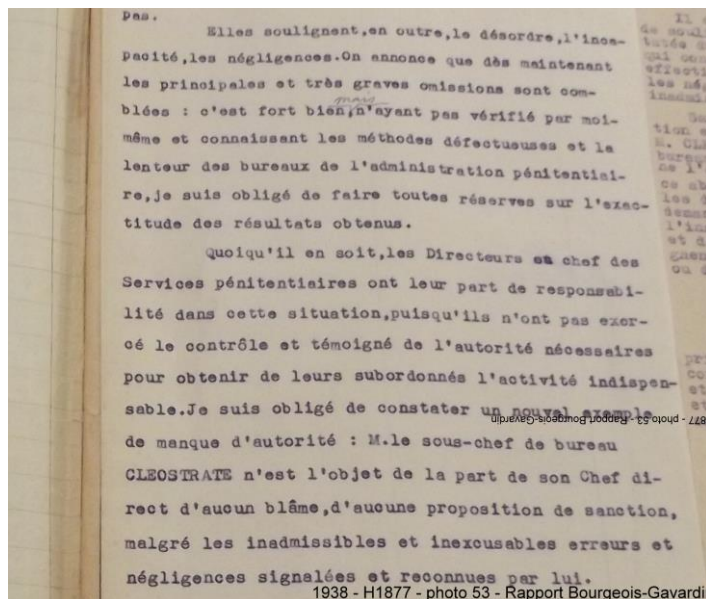 pas.
Elles soulignent,en outre,le désordre,l'inca-
pacité,les négligences.On annonce que dès maintenant
les principales et très graves omissions sont com-
mais
blées : c'est fort bien,n'ayant pas vérifié par moi-
même et connaissant les méthodes défectueuses et la
lenteur des bureaux de l'administration pénitentiai-
re,je suis obligé de faire toutes réserves sur l'exac-
titude des résultats obtenus.
Quoiqu'il en soit,les Directeurs en chef des
Services pénitentiaires ont leur part de responsabi-
lité dans cette situation,puisqu'ils n'ont pas exer-
cé le contrôle et témoigné de l'autorité nécessaires
pour obtenir de leurs subordonnés l'activité indispen-
sable.Je suis obligé de constater un nouvel exemple
de manque d'autorité : M.le sous-chef de bureau
CLEOSTRATE n'est l'objet de la part de son Chef di-
rect d'aucun blâme,d'aucune proposition de sanction,
malgré les inadmissibles et inexcusables erreurs et
négligences signalées et reconnues par lui.
877 - photo 53 - Rapport Bourgeois-Gavardin
1938 - H1877 - photo 53 - Rapport Bourgeois-Gavardi